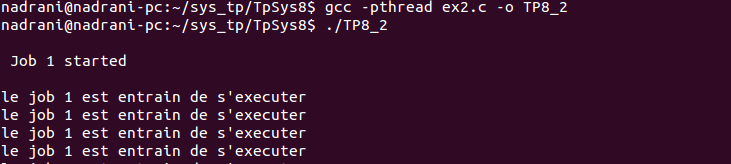 nadrani@nadrani-pc:~/sys_tp/TpSys8$ gcc -pthread ex2.c -o TP8_2
nadrani@nadrani-pc:~/sys_tp/TpSys8$ ./TP8_2
Job 1 started
le job 1 est entrain de s'executer
le job 1 est entrain de s'executer
le job 1 est entrain de s'executer
le job 1 est entrain de s'executer